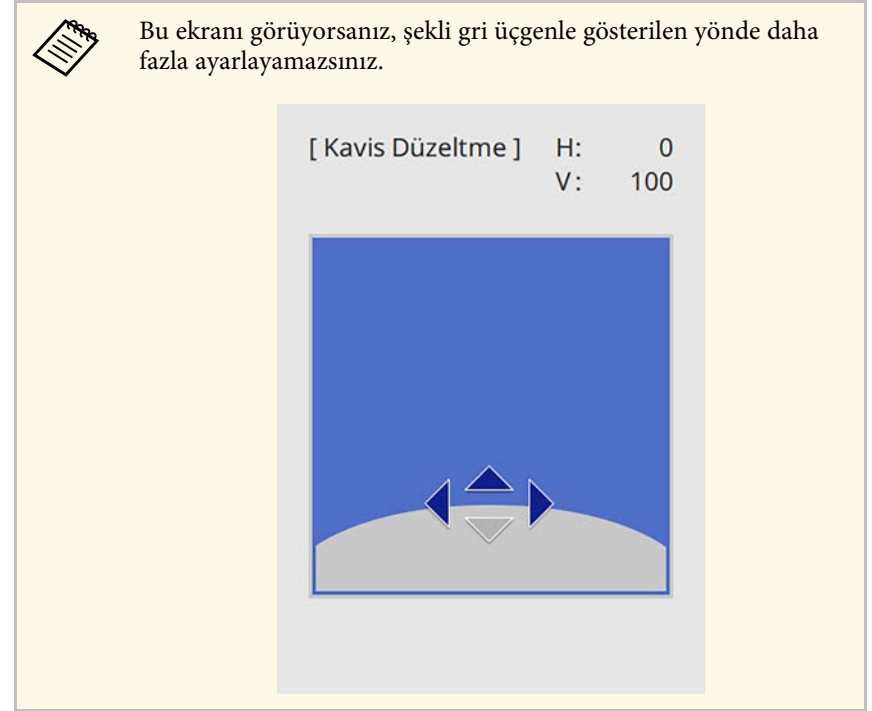 Bu ekranı görüyorsanız, şekli gri üçgenle gösterilen yönde daha
fazla ayarlayamazsınız.
[ Kavis Düzeltme ] H: 0
V: 100